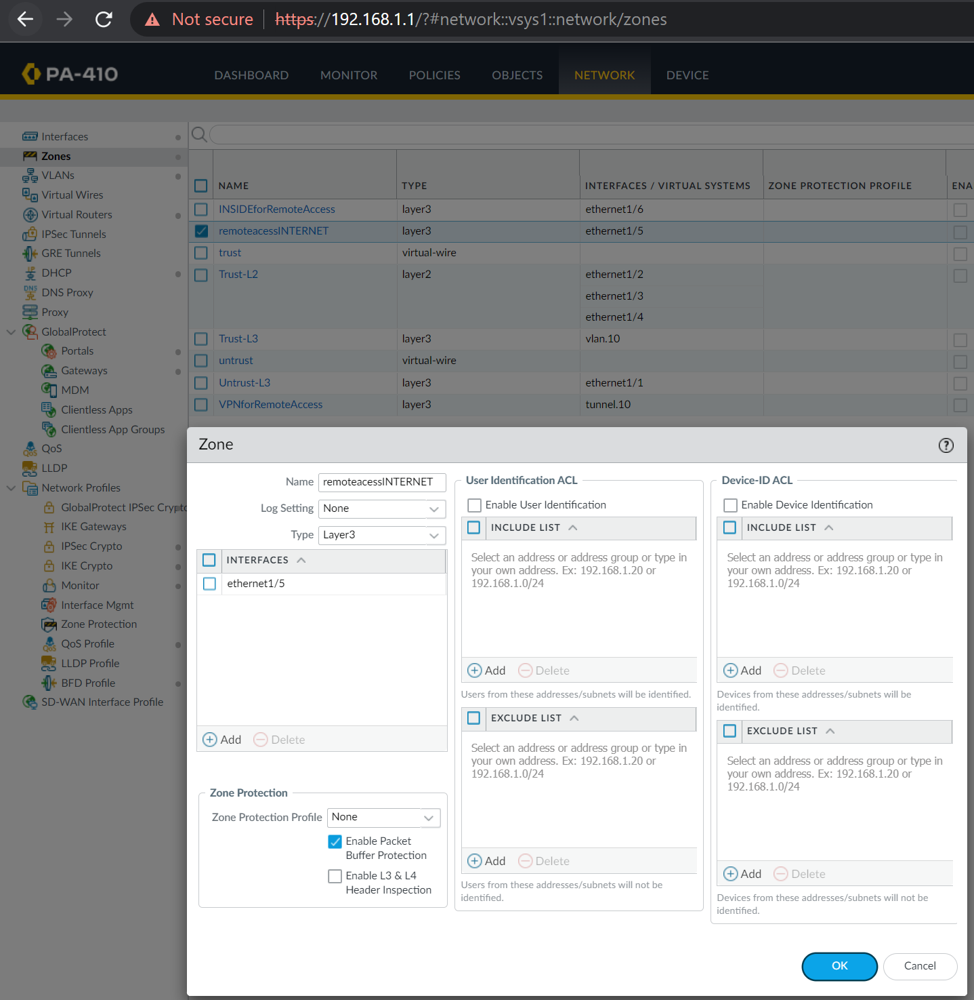 Not secure https://192.168.1.1/?#network::vsys1::network/zones
PA-410
DASHBOARD MONITOR POLICIES OBJECTS NETWORK DEVICE
Interfaces
Zones
VLANs
Virtual Wires
Virtual Routers
IPSec Tunnels
GRE Tunnels
DHCP
DNS Proxy
Proxy
GlobalProtect
Portals
Gateways
MDM
Clientless Apps
Clientless App Groups
QoS
LLDP
Network Profiles
GlobalProtect IPSec Crypto
IKE Gateways
IPSec Crypto
IKE Crypto
Monitor
Interface Mgmt
Zone Protection
QoS Profile
LLDP Profile
BFD Profile
SD-WAN Interface Profile
NAME TYPE INTERFACES / VIRTUAL SYSTEMS ZONE PROTECTION PROFILE ENA
INSIDEforRemoteAccess layer3 ethernet1/6
remoteacessINTERNET layer3 ethernet1/5
trust virtual-wire
Trust-L2 layer2 ethernet1/2
ethernet1/3
ethernet1/4
Trust-L3 layer3 vlan.10
untrust virtual-wire
Untrust-L3 layer3 ethernet1/1
VPNforRemoteAccess layer3 tunnel.10
Zone
Name remoteacessINTERNET
Log Setting None
Type Layer3
INTERFACES
ethernet1/5
Add Delete
Zone Protection
Zone Protection Profile None
Enable Packet
Buffer Protection
Enable L3 & L4
Header Inspection
User Identification ACL
Enable User Identification
INCLUDE LIST
Select an address or address group or type in
your own address. Ex: 192.168.1.20 or
192.168.1.0/24
Add Delete
Users from these addresses/subnets will be identified.
EXCLUDE LIST
Select an address or address group or type in
your own address. Ex: 192.168.1.20 or
192.168.1.0/24
Add Delete
Users from these addresses/subnets will not be
identified.
Device-ID ACL
Enable Device Identification
INCLUDE LIST
Select an address or address group or type in
your own address. Ex: 192.168.1.20 or
192.168.1.0/24
Add Delete
Devices from these addresses/subnets will be
identified.
EXCLUDE LIST
Select an address or address group or type in
your own address. Ex: 192.168.1.20 or
192.168.1.0/24
Add Delete
Devices from these addresses/subnets will not be
identified.
OK Cancel